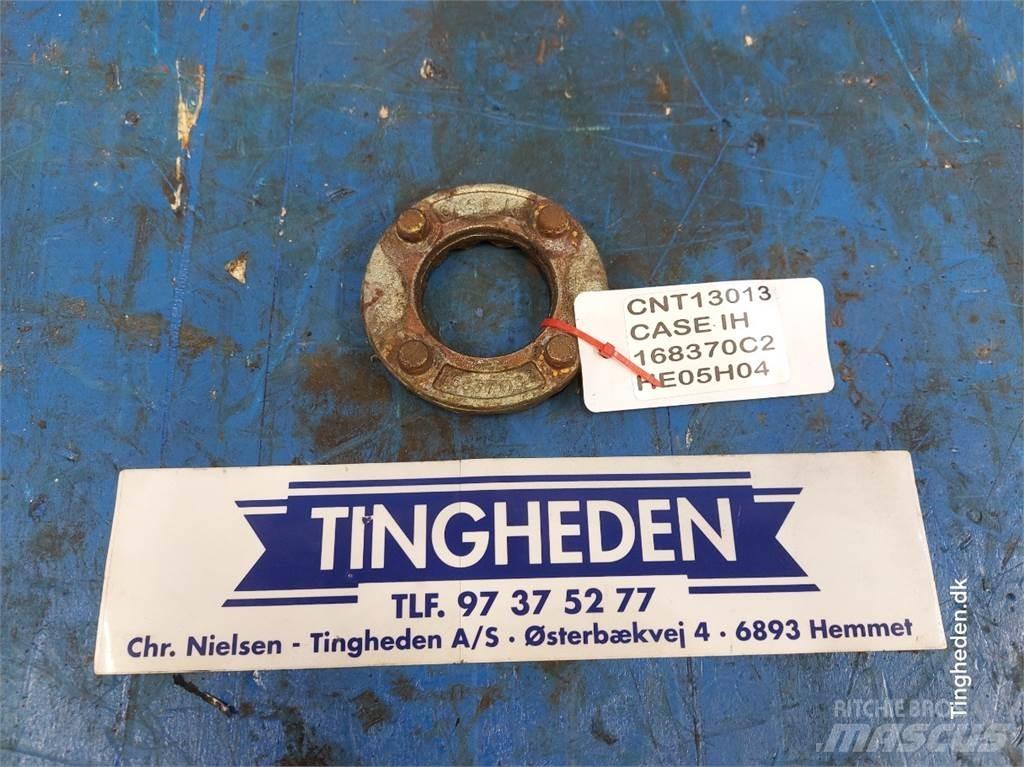 CNT13013
CASE IH
168370C2
HE05H04
TINGHEDEN
TLF. 97 37 52 77
Chr. Nielsen - Tingheden A/S · Østerbækvej 4 · 6893 Hemmet
Tingheden.dk
RITCHIE BRO
MASCUS